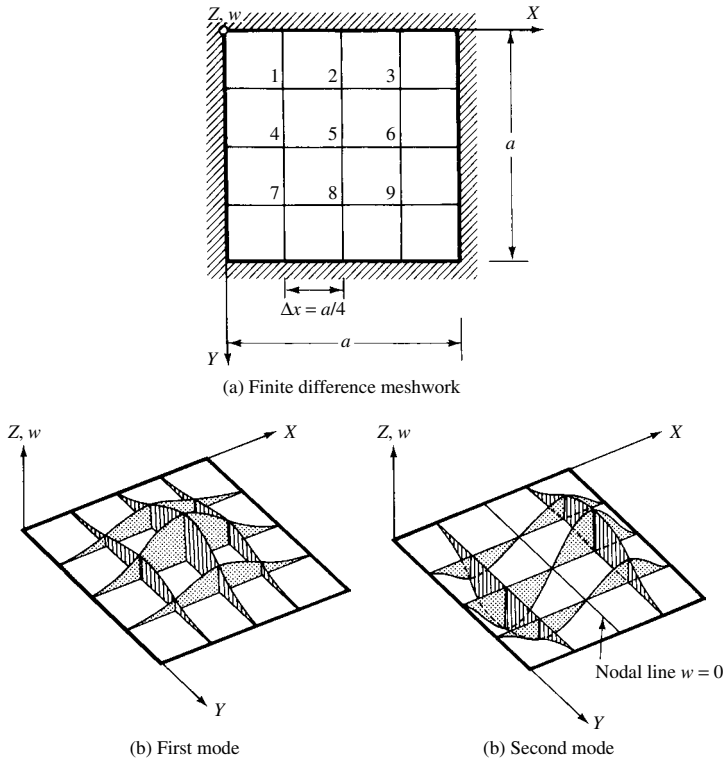 Z, w
X
1 2 3
4 5 6
a
7 8 9
Δx = a/4
a
Y
(a) Finite difference meshwork
Z, w
X
Y
(b) First mode
Z, w
X
Nodal line w = 0
Y
(b) Second mode